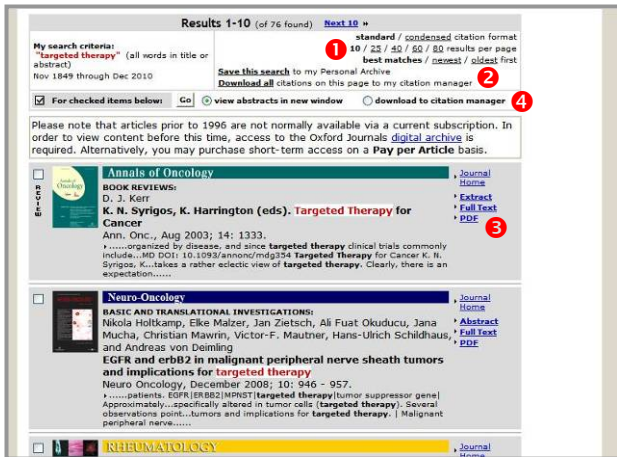 Results 1-10 (of 76 found) Next 10 »
My search criteria:
"targeted therapy" (all words in title or abstract)
Nov 1849 through Dec 2010
standard / condensed citation format
1
10 / 25 / 40 / 60 / 80 results per page
best matches / newest / oldest first
Save this search to my Personal Archive
2
Download all citations on this page to my citation manager
For checked items below: Go view abstracts in new window download to citation manager
4
Please note that articles prior to 1996 are not normally available via a current subscription. In
order to view content before this time, access to the Oxford Journals digital archive is
required. Alternatively, you may purchase short-term access on a Pay per Article basis.
REVIEW
Annals of Oncology
BOOK REVIEWS:
D. J. Kerr
K. N. Syrigos, K. Harrington (eds). Targeted Therapy for
Cancer
Ann. Onc., Aug 2003; 14: 1333.
......organized by disease, and since targeted therapy clinical trials commonly
include...MD DOI: 10.1093/annonc/mdg354 Targeted Therapy for Cancer K. N.
Syrigos, K...takes a rather eclectic view of targeted therapy. Clearly, there is an
expectation......
Journal
Home
Extract
Full Text
PDF
3
Neuro-Oncology
BASIC AND TRANSLATIONAL INVESTIGATIONS:
Nikola Holtkamp, Elke Malzer, Jan Zietsch, Ali Fuat Okuducu, Jana
Mucha, Christian Mawrin, Victor-F. Mautner, Hans-Ulrich Schildhaus,
and Andreas von Deimling
EGFR and erbB2 in malignant peripheral nerve sheath tumors
and implications for targeted therapy
Neuro Oncology, December 2008; 10: 946 - 957.
......patients. EGFR|ERBB2|MPNST|targeted therapy|tumor suppressor gene|
Approximately...specifically altered in tumor cells (targeted therapy). Several
observations point...tumors and implications for targeted therapy. | Malignant
peripheral nerve......
Journal
Home
Abstract
Full Text
PDF
RHEUMATOLOGY
Journal
Home